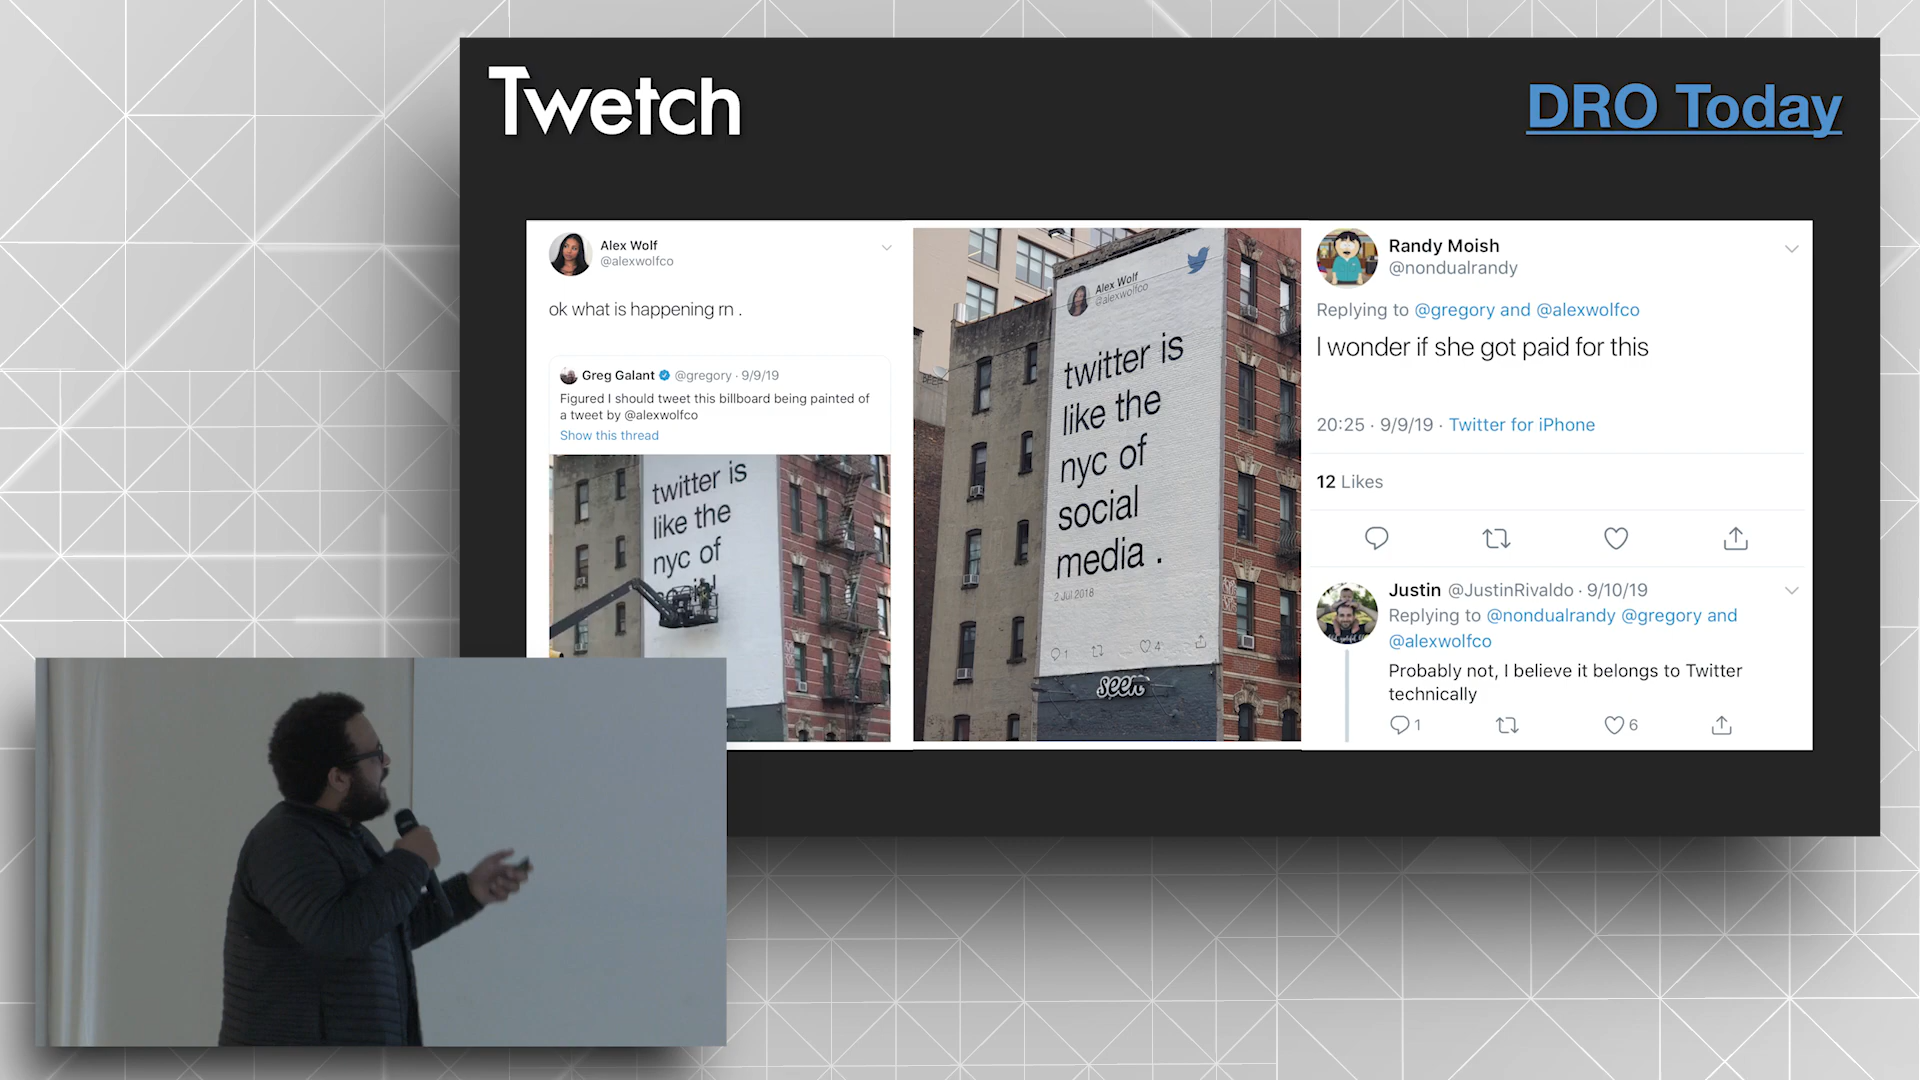 Twetch
DRO Today
Alex Wolf
@alexwolfco
ok what is happening rn .
Greg Galant @gregory · 9/9/19
Figured I should tweet this billboard being painted of
a tweet by @alexwolfco
Show this thread
twitter is
like the
nyc of
Alex Wolf
@alexwolfco
twitter is
like the
nyc of
social
media .
2 Jul 2018
1
4
seen
Randy Moish
@nondualrandy
Replying to @gregory and @alexwolfco
I wonder if she got paid for this
20:25 · 9/9/19 · Twitter for iPhone
12 Likes
Justin @JustinRivaldo · 9/10/19
Replying to @nondualrandy @gregory and
@alexwolfco
Probably not, I believe it belongs to Twitter
technically
1
6